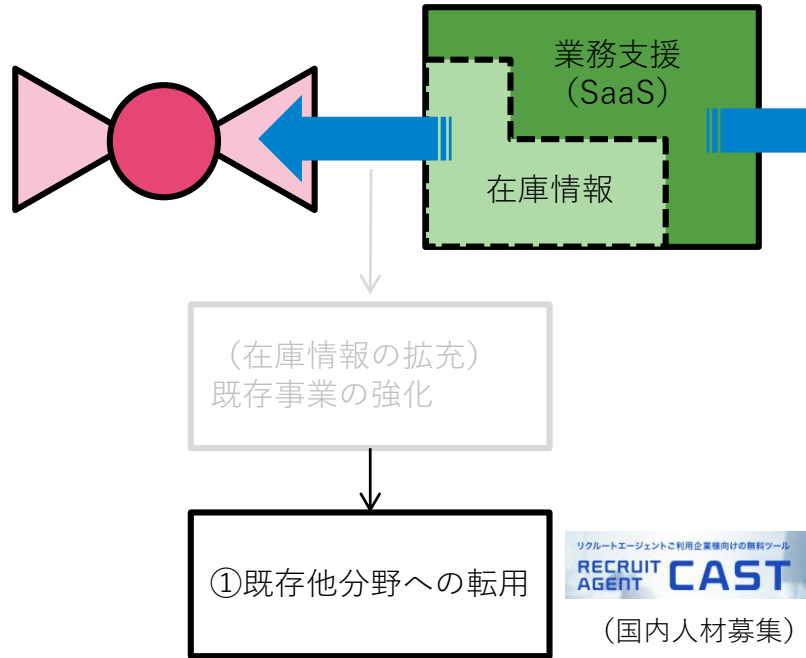 業務支援
（SaaS）
在庫情報
（在庫情報の拡充）
既存事業の強化
①既存他分野への転用
リクルートエージェントご利用企業様向けの無料ツール
RECRUIT
AGENT CAST
（国内人材募集）